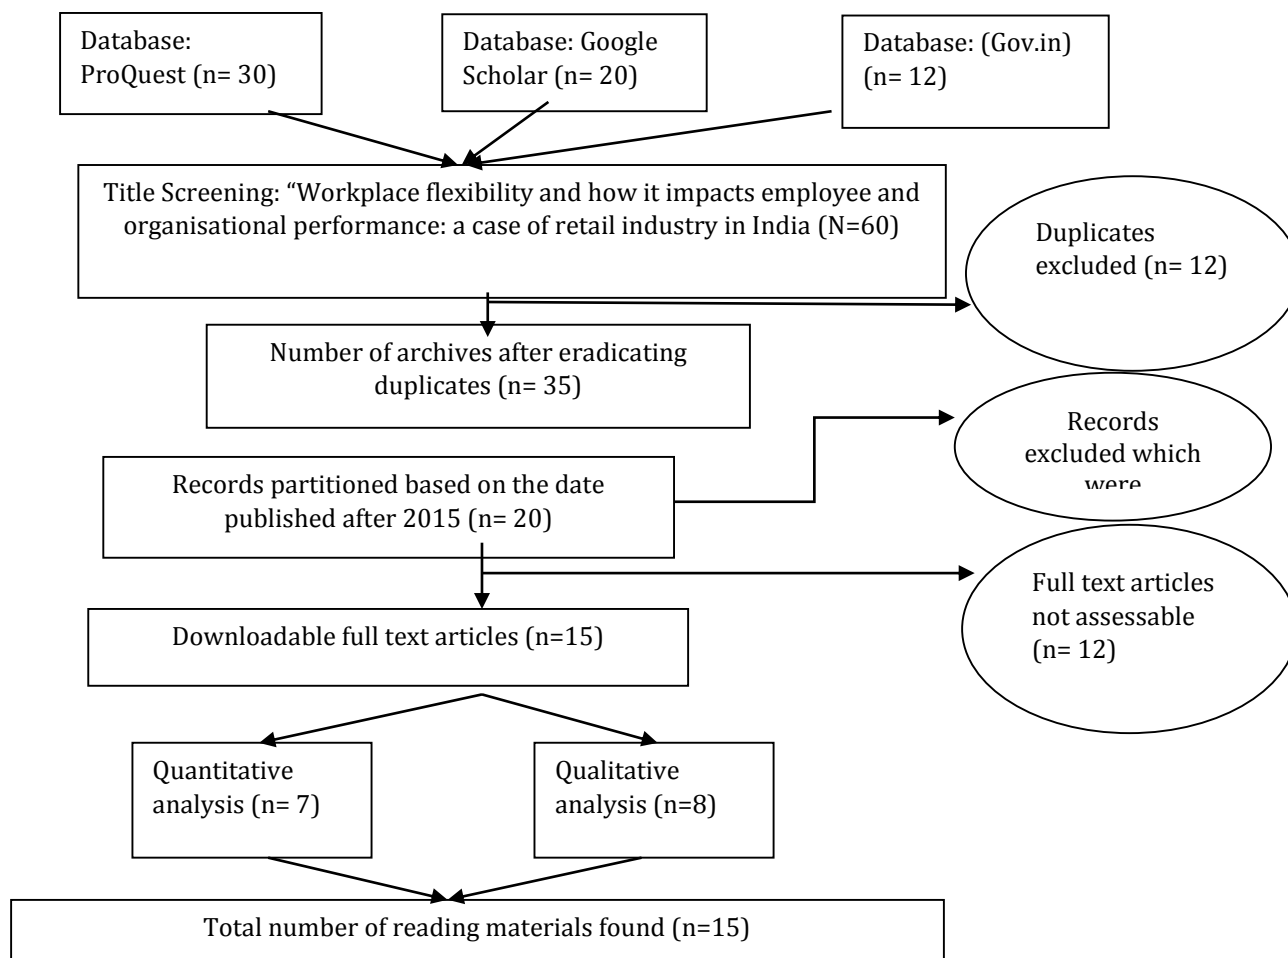 Database:
ProQuest (n= 30)
Database: Google
Scholar (n= 20)
Database: (Gov.in)
(n= 12)
Title Screening: “Workplace flexibility and how it impacts employee and
organisational performance: a case of retail industry in India (N=60)
Duplicates
excluded (n= 12)
Number of archives after eradicating
duplicates (n= 35)
Records
excluded which
were
Records partitioned based on the date
published after 2015 (n= 20)
Full text articles
not assessable
(n= 12)
Downloadable full text articles (n=15)
Quantitative
analysis (n= 7)
Qualitative
analysis (n=8)
Total number of reading materials found (n=15)